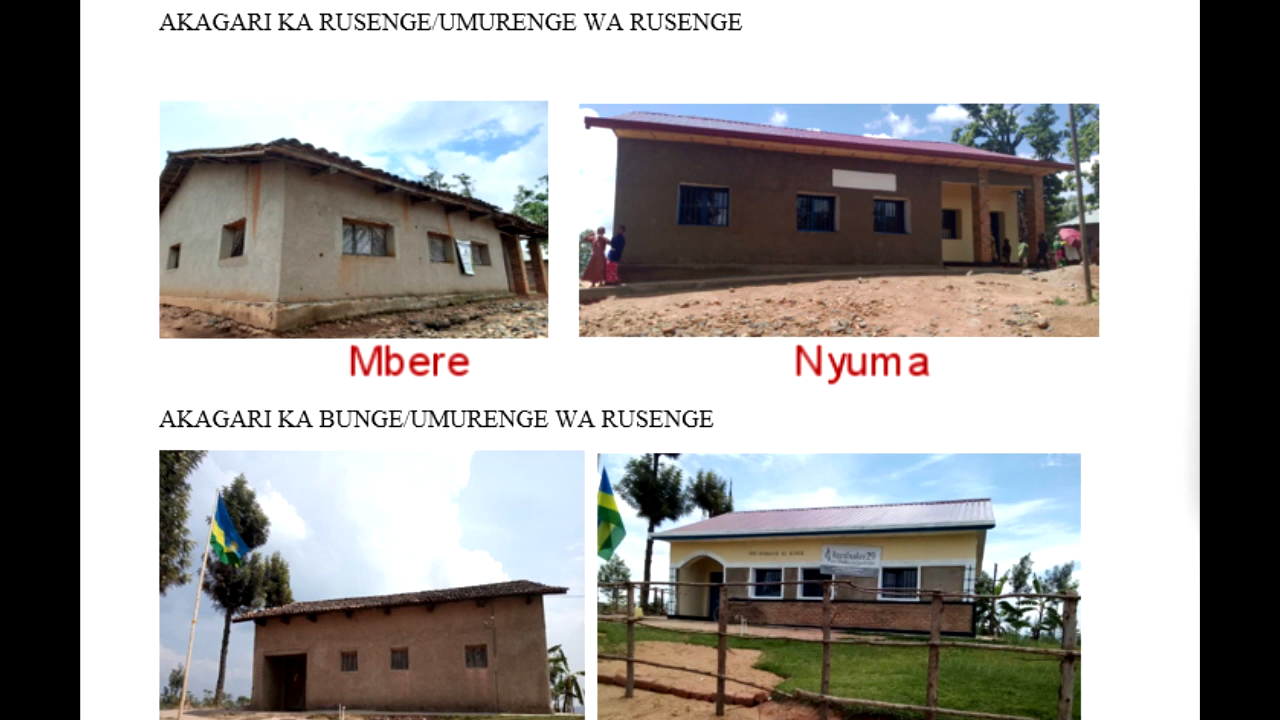 AKAGARI KA RUSENGE/UMURENGE WA RUSENGE
Mbere
Nyuma
AKAGARI KA BUNGE/UMURENGE WA RUSENGE